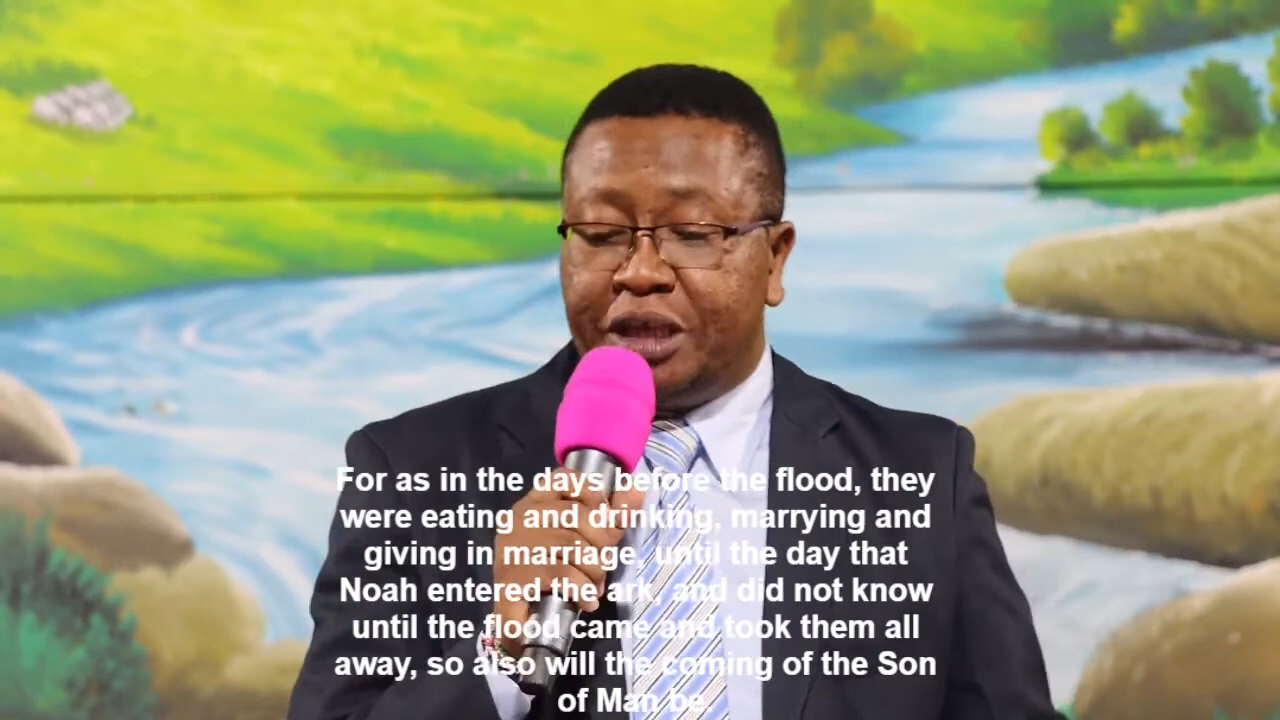 For as in the days before the flood, they
were eating and drinking, marrying and
giving in marriage, until the day that
Noah entered the ark, and did not know
until the flood came and took them all
away, so also will the coming of the Son
of Man be.